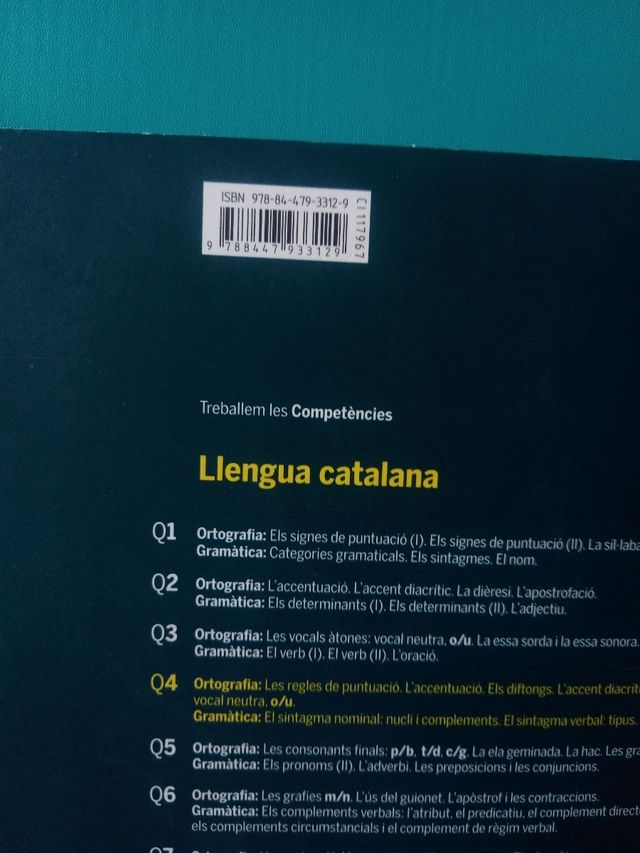 ISBN 978-84-479-3312-9
9 788447 933129
CI 117967
Treballem les Competències
Llengua catalana
Q1 Ortografia: Els signes de puntuació (I). Els signes de puntuació (II). La síl·laba
Gramàtica: Categories gramaticals. Els sintagmes. El nom.
Q2 Ortografia: L'accentuació. L'accent diacrític. La dièresi. L'apostrofació.
Gramàtica: Els determinants (I). Els determinants (II). L'adjectiu.
Q3 Ortografia: Les vocals àtones: vocal neutra, o/u. La essa sorda i la essa sonora.
Gramàtica: El verb (I). El verb (II). L'oració.
Q4 Ortografia: Les regles de puntuació. L'accentuació. Els diftongs. L'accent diacríti
vocal neutra, o/u.
Gramàtica: El sintagma nominal: nucli i complements. El sintagma verbal: tipus.
Q5 Ortografia: Les consonants finals: p/b, t/d, c/g. La ela geminada. La hac. Les gra
Gramàtica: Els pronoms (II). L'adverbi. Les preposicions i les conjuncions.
Q6 Ortografia: Les grafies m/n. L'ús del guionet. L'apòstrof i les contraccions.
Gramàtica: Els complements verbals: l'atribut, el predicatiu, el complement direct
els complements circumstancials i el complement de règim verbal.